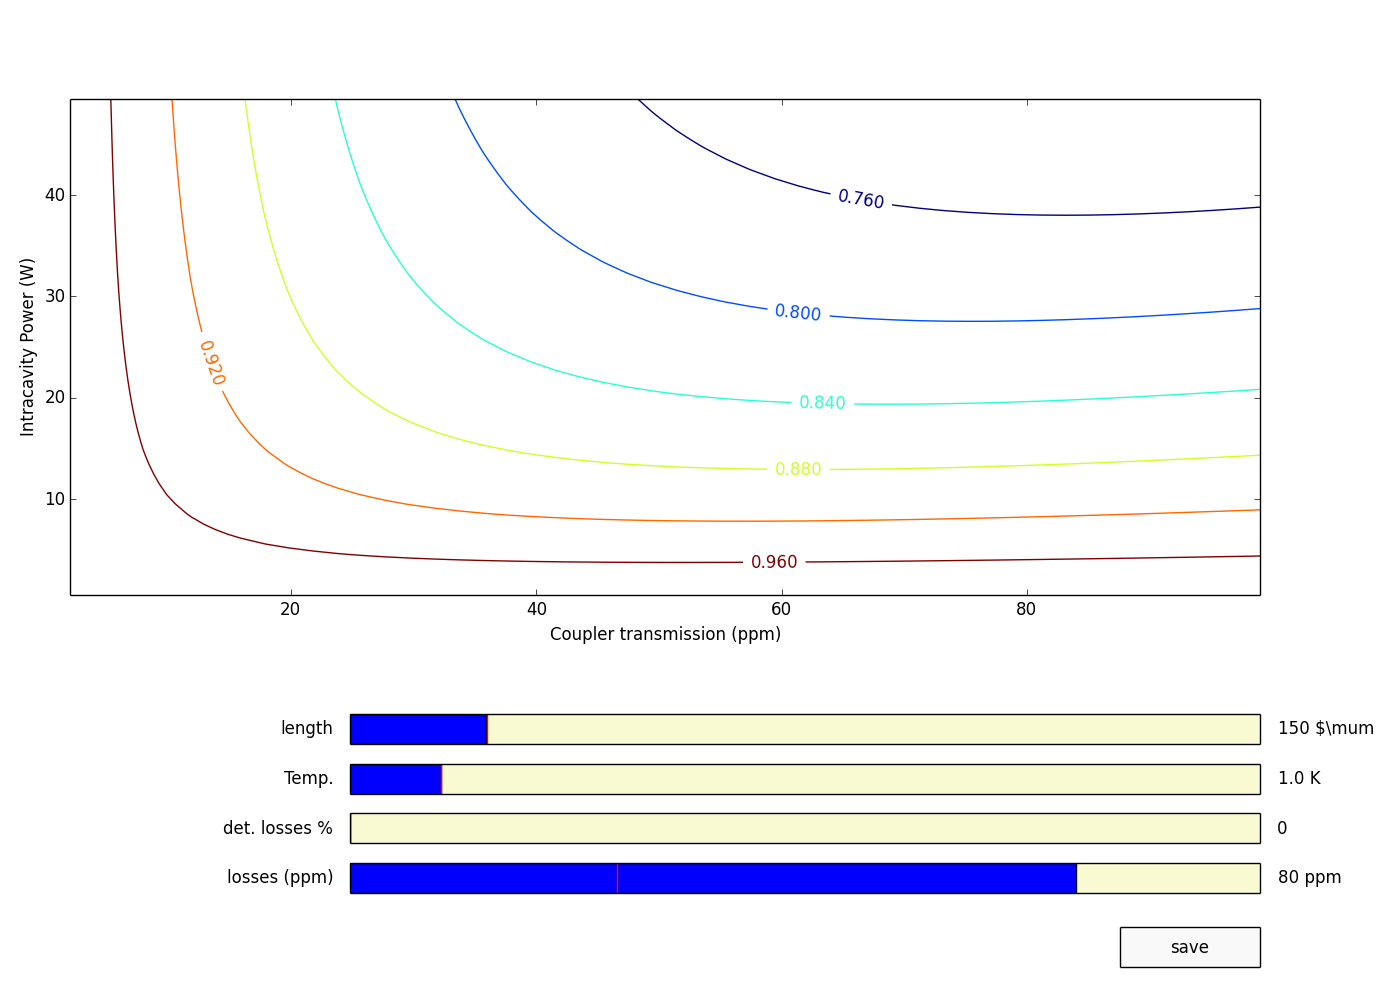 0.760
40
0.800
30
Intracavity Power (W)
0.920
20
0.840
0.880
10
0.960
20 40 60 80
Coupler transmission (ppm)
length 150 $\mum
Temp. 1.0 K
det. losses % 0
losses (ppm) 80 ppm
save